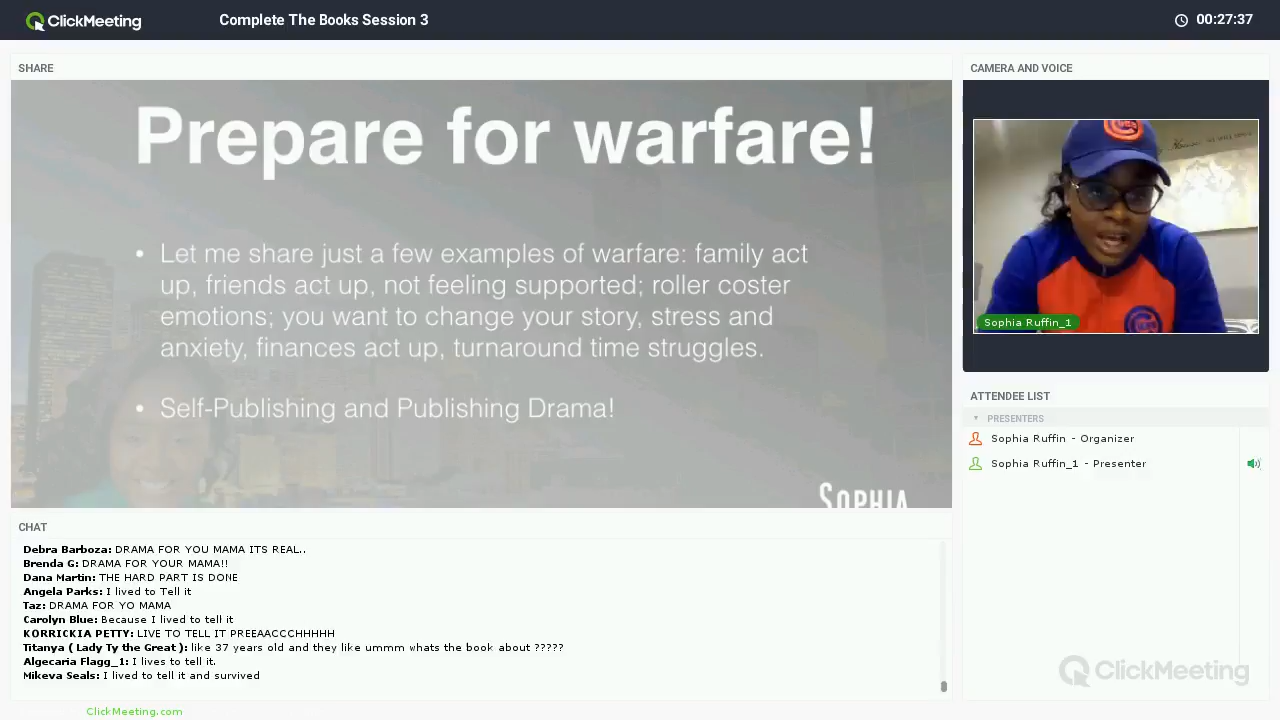 ClickMeeting
Complete The Books Session 3
00:27:37
SHARE
Prepare for warfare!
• Let me share just a few examples of warfare: family act
up, friends act up, not feeling supported; roller coster
emotions; you want to change your story, stress and
anxiety, finances act up, turnaround time struggles.
• Self-Publishing and Publishing Drama!
SOPHIA
CAMERA AND VOICE
Sophia Ruffin_1
ATTENDEE LIST
PRESENTERS
Sophia Ruffin - Organizer
Sophia Ruffin_1 - Presenter
CHAT
Debra Barboza: DRAMA FOR YOU MAMA ITS REAL..
Brenda G: DRAMA FOR YOUR MAMA!!
Dana Martin: THE HARD PART IS DONE
Angela Parks: I lived to Tell it
Taz: DRAMA FOR YO MAMA
Carolyn Blue: Because I lived to tell it
KORRICKIA PETTY: LIVE TO TELL IT PREEAACCCHHHHH
Titanya ( Lady Ty the Great ): like 37 years old and they like ummm whats the book about ?????
Algecaria Flagg_1: I lives to tell it.
Mikeva Seals: I lived to tell it and survived
ClickMeeting
ClickMeeting.com